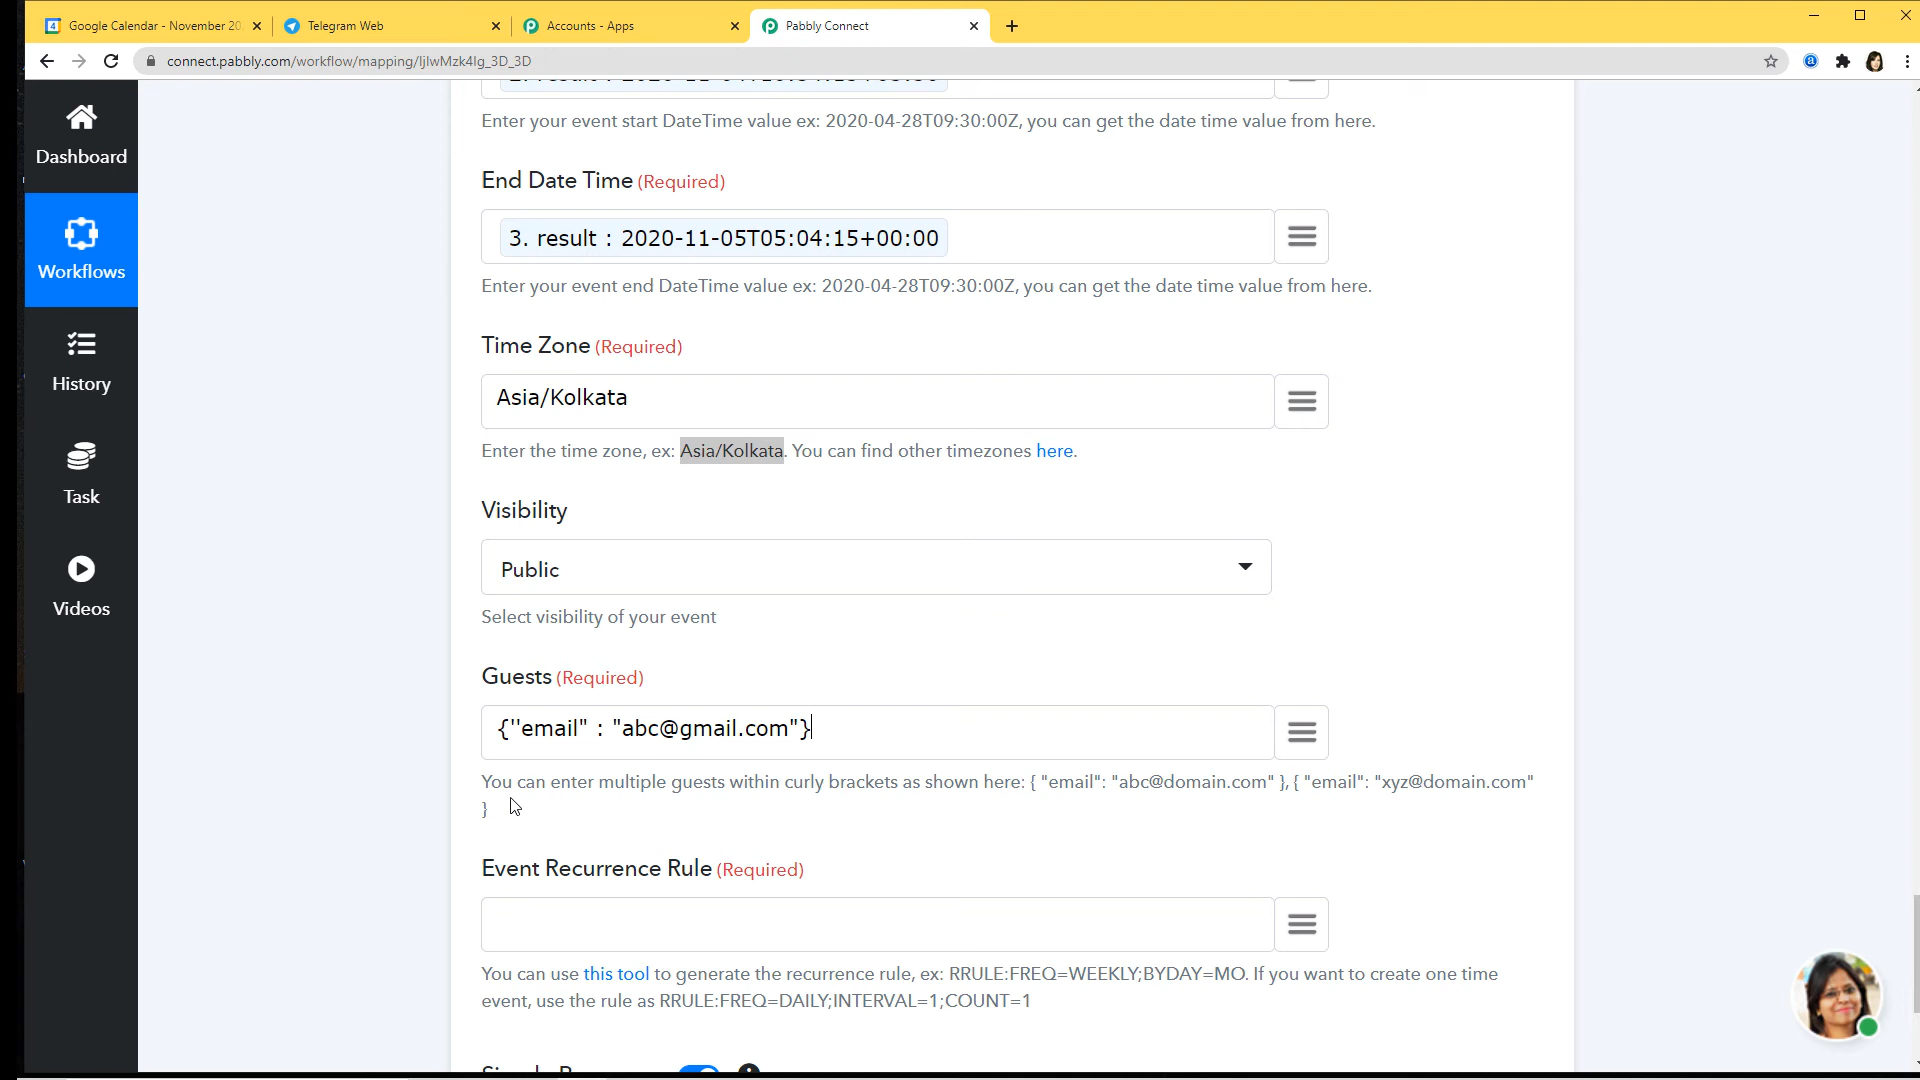 Google Calendar - November 20
Telegram Web
Accounts - Apps
Pabbly Connect
connect.pabbly.com/workflow/mapping/IjIwMzk4Ig_3D_3D
Dashboard
Workflows
History
Task
Videos
Enter your event start DateTime value ex: 2020-04-28T09:30:00Z, you can get the date time value from here.
End Date Time (Required)
3. result : 2020-11-05T05:04:15+00:00
Enter your event end DateTime value ex: 2020-04-28T09:30:00Z, you can get the date time value from here.
Time Zone (Required)
Asia/Kolkata
Enter the time zone, ex: Asia/Kolkata. You can find other timezones here.
Visibility
Public
Select visibility of your event
Guests (Required)
{''email" : "abc@gmail.com"}
You can enter multiple guests within curly brackets as shown here: { "email": "abc@domain.com" }, { "email": "xyz@domain.com"
}
Event Recurrence Rule (Required)
You can use this tool to generate the recurrence rule, ex: RRULE:FREQ=WEEKLY;BYDAY=MO. If you want to create one time
event, use the rule as RRULE:FREQ=DAILY;INTERVAL=1;COUNT=1